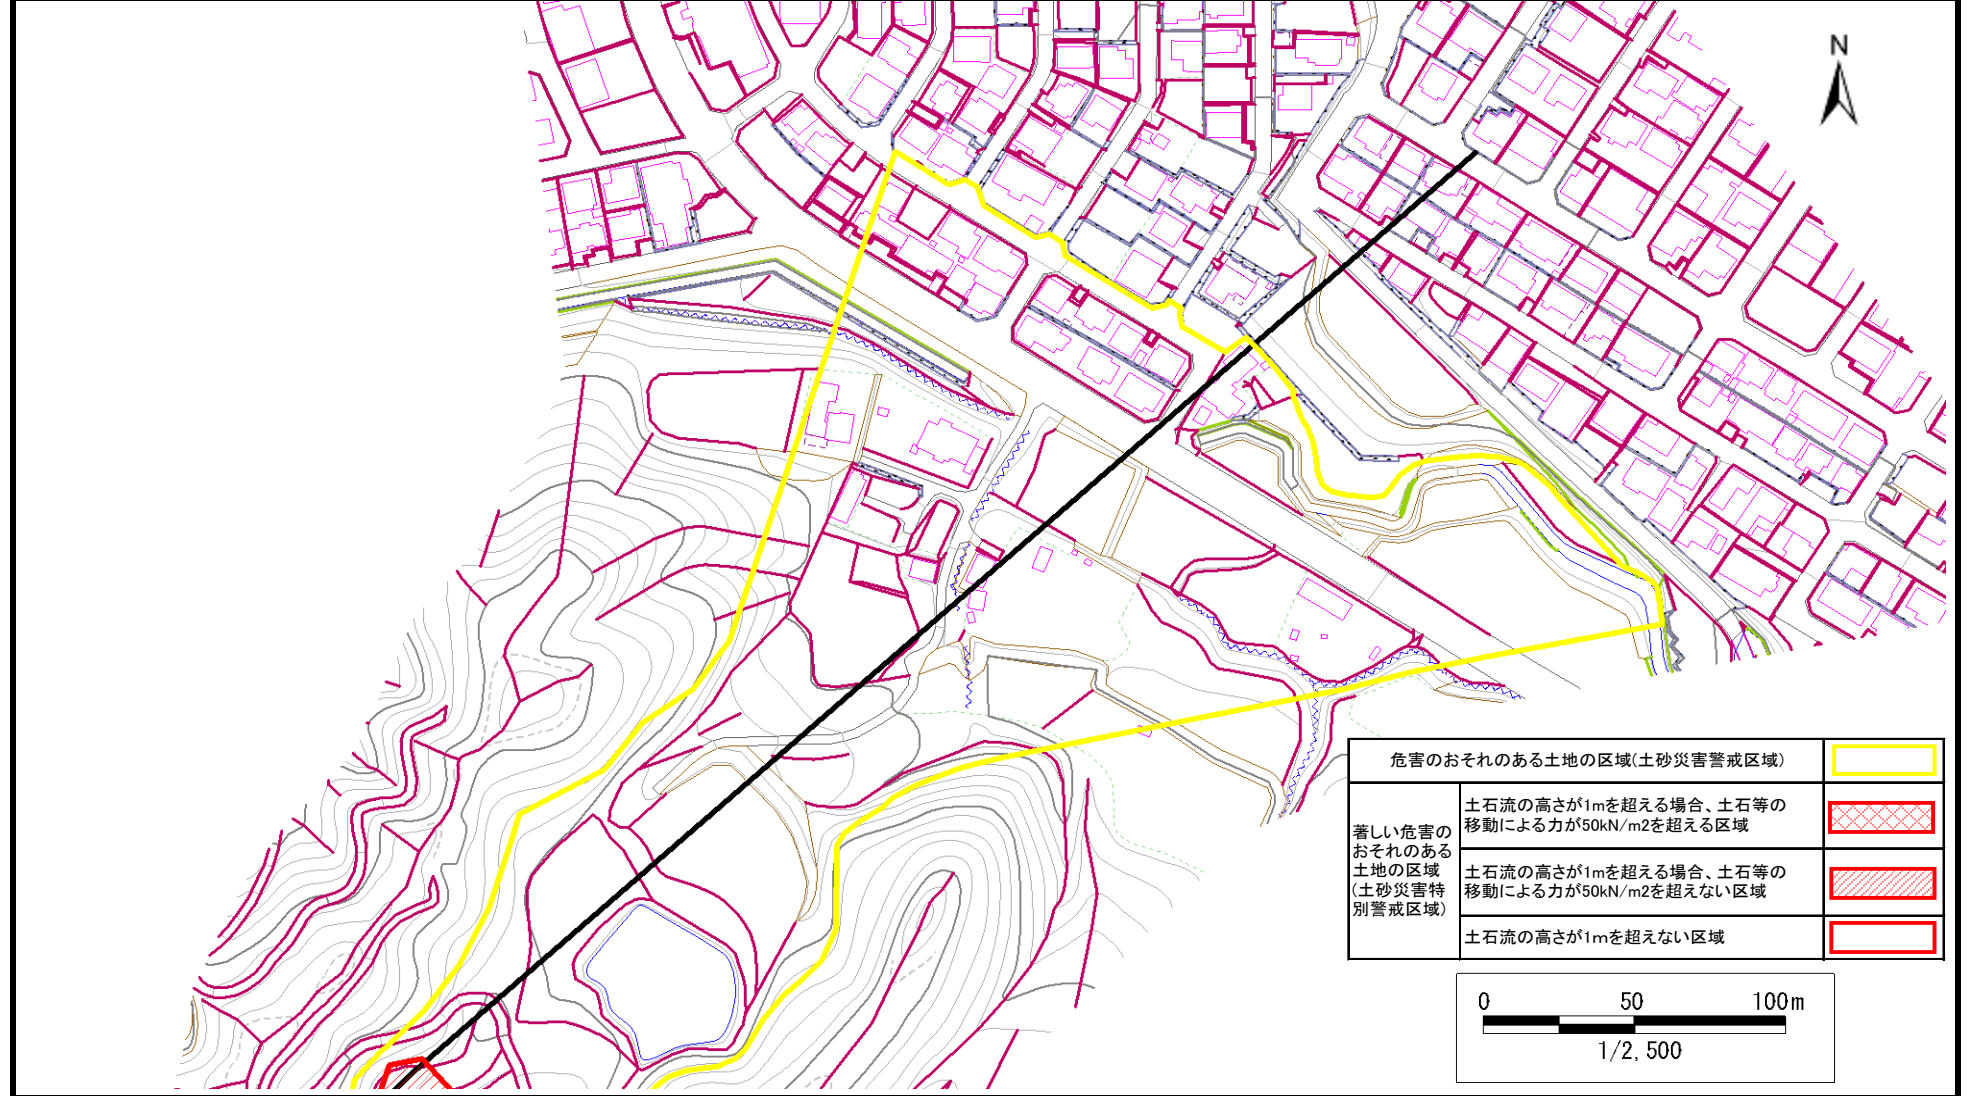 N
危害のおそれのある土地の区域(土砂災害警戒区域)
著しい危害の
おそれのある
土地の区域
(土砂災害特
別警戒区域)
土石流の高さが1mを超える場合、土石等の
移動による力が50kN/m2を超える区域
土石流の高さが1mを超える場合、土石等の
移動による力が50kN/m2を超えない区域
土石流の高さが1mを超えない区域
0 50 100m
1/2,500